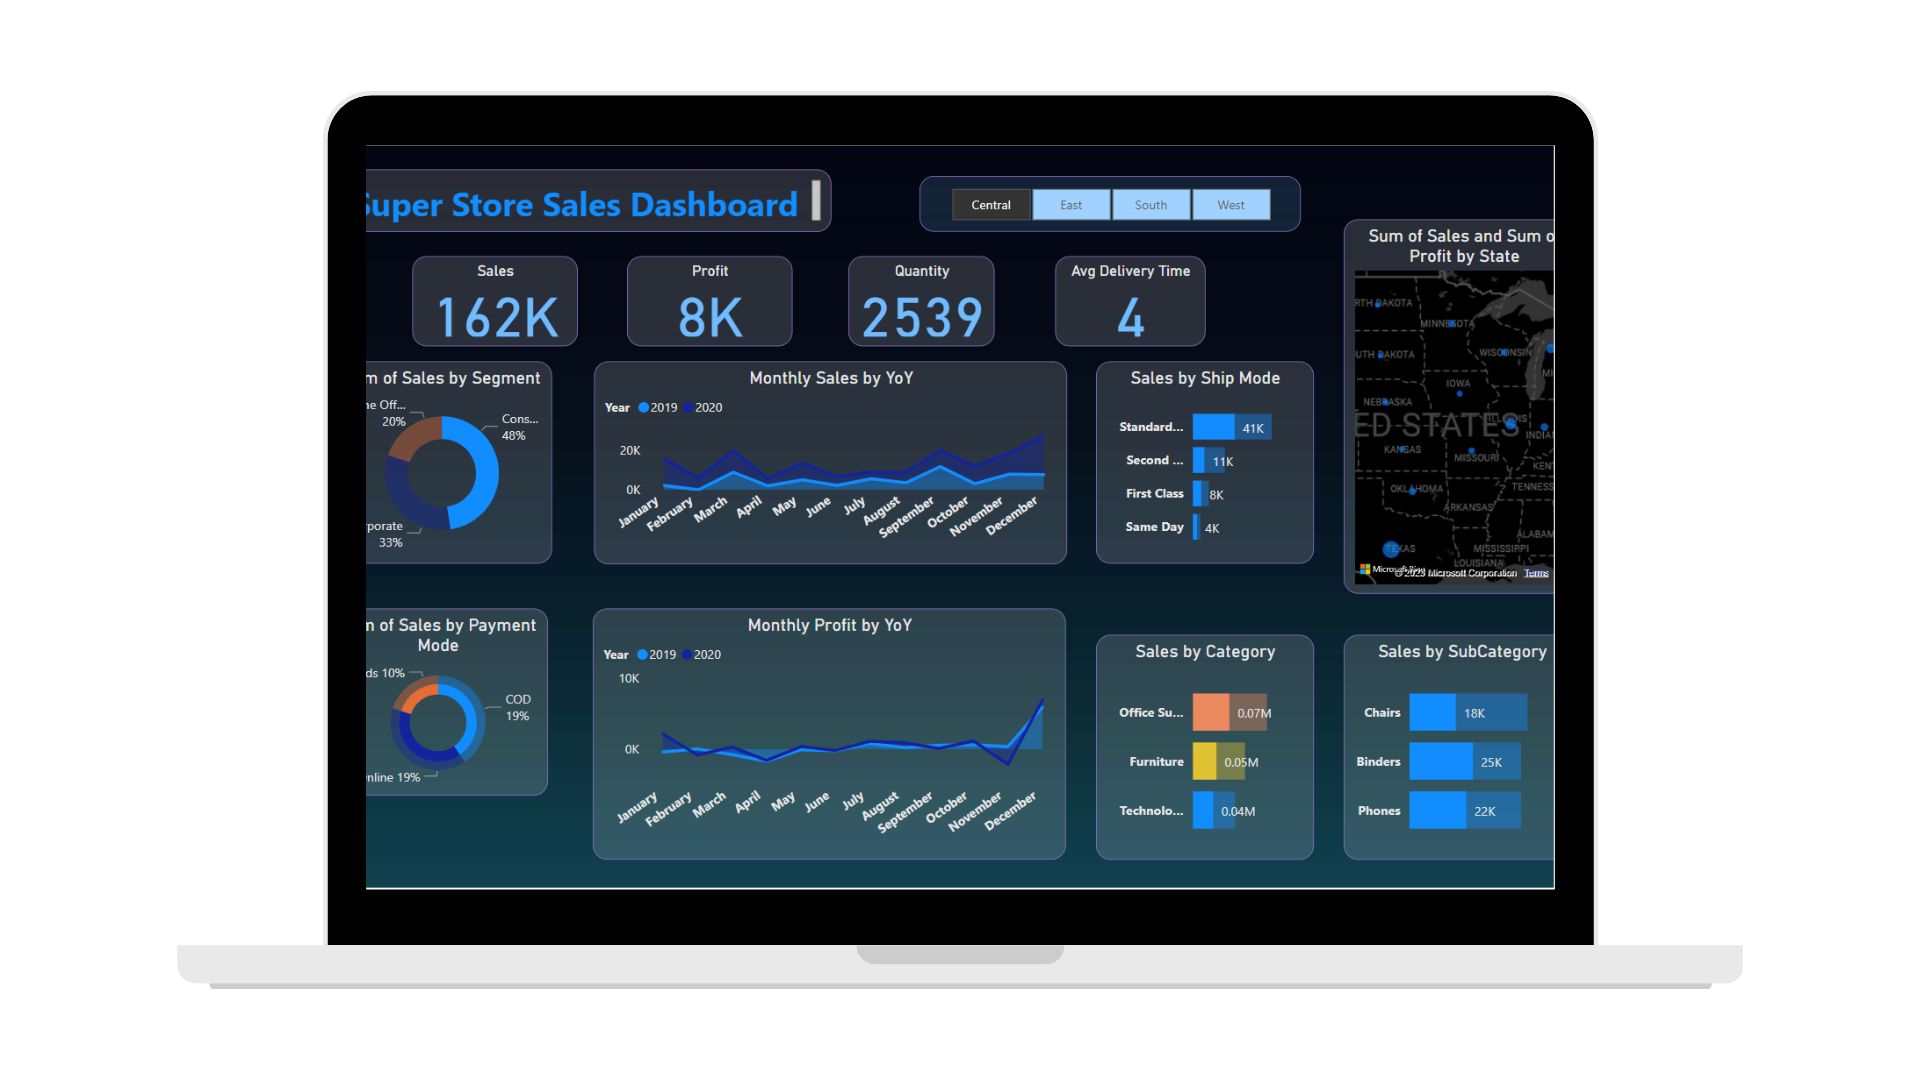 Super Store Sales Dashboard
Central East South West
Sales
162K
Profit
8K
Quantity
2539
Avg Delivery Time
4
Sum of Sales and Sum o
Profit by State
RTH DAKOTA
MINNESOTA
UTH DAKOTA
WISCONSIN
MI
IOWA
NEBRASKA
ED STATES
ILLINOIS
INDIA
KANSAS
MISSOURI
KEN
OKLAHOMA
TENNESS
ARKANSAS
ALABAM
TEXAS
MISSISSIPPI
LOUISIANA
© 2023 Microsoft Corporation Terms
m of Sales by Segment
ne Off...
20%
Cons...
48%
rporate
33%
Monthly Sales by YoY
Year 2019 2020
20K
0K
January February March April May June July August September October November December
Sales by Ship Mode
Standard... 41K
Second ... 11K
First Class 8K
Same Day 4K
m of Sales by Payment
Mode
ds 10%
COD
19%
nline 19%
Monthly Profit by YoY
Year 2019 2020
10K
0K
January February March April May June July August September October November December
Sales by Category
Office Su... 0.07M
Furniture 0.05M
Technolo... 0.04M
Sales by SubCategory
Chairs 18K
Binders 25K
Phones 22K